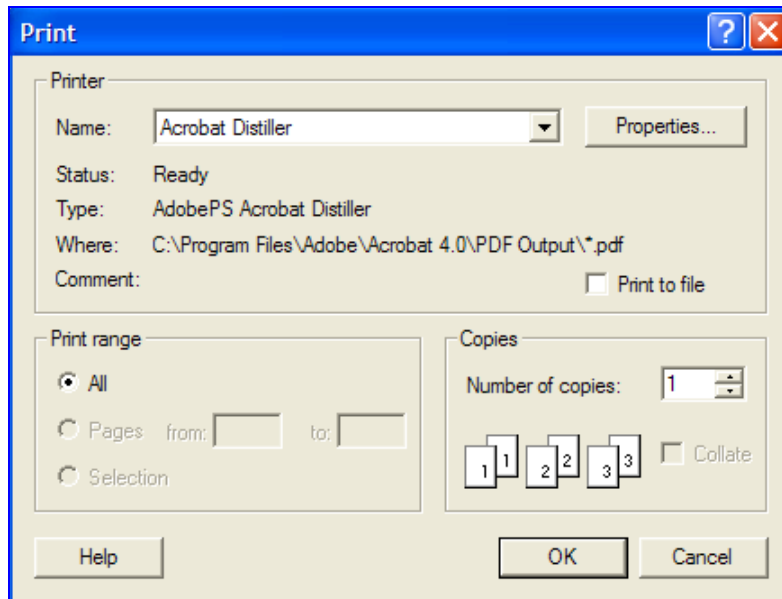 Print
Printer
Name: Acrobat Distiller Properties...
Status: Ready
Type: AdobePS Acrobat Distiller
Where: C:\Program Files\Adobe\Acrobat 4.0\PDF Output\*.pdf
Comment: Print to file
Print range
All
Pages from: to:
Selection
Copies
Number of copies: 1
1 1 2 2 3 3 Collate
Help OK Cancel